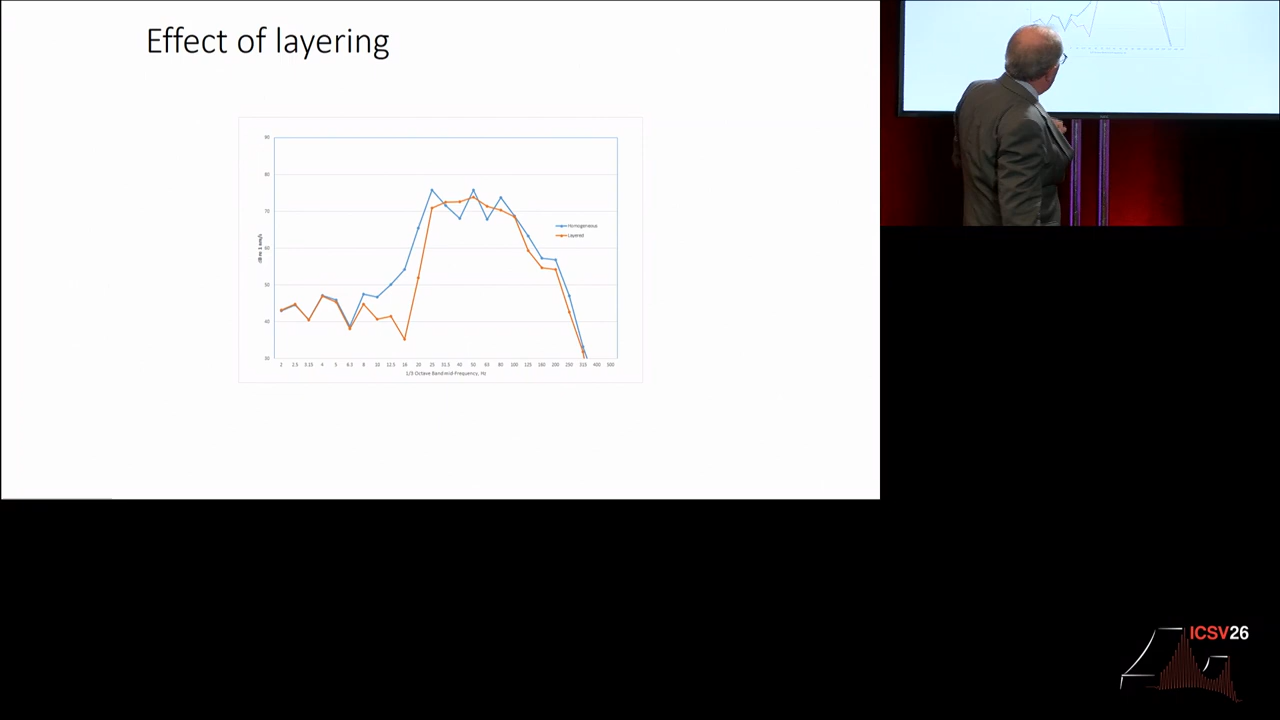 Effect of layering
90
80
70
60
50
40
30
Homogeneous
Layered
2 2.5 3.15 4 5 6.3 8 10 12.5 16 20 25 31.5 40 50 63 80 100 125 160 200 250 315 400 500
1/3 Octave Band mid-Frequency, Hz
ICSV26